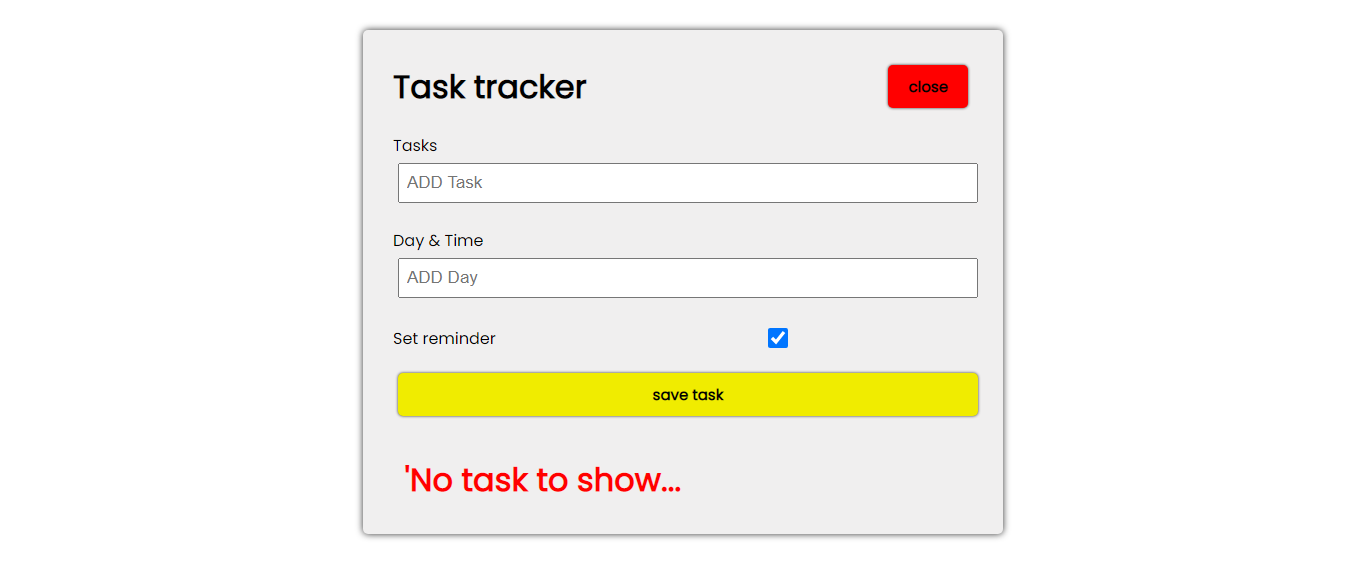 Task tracker
close
Tasks
ADD Task
Day & Time
ADD Day
Set reminder
save task
'No task to show...